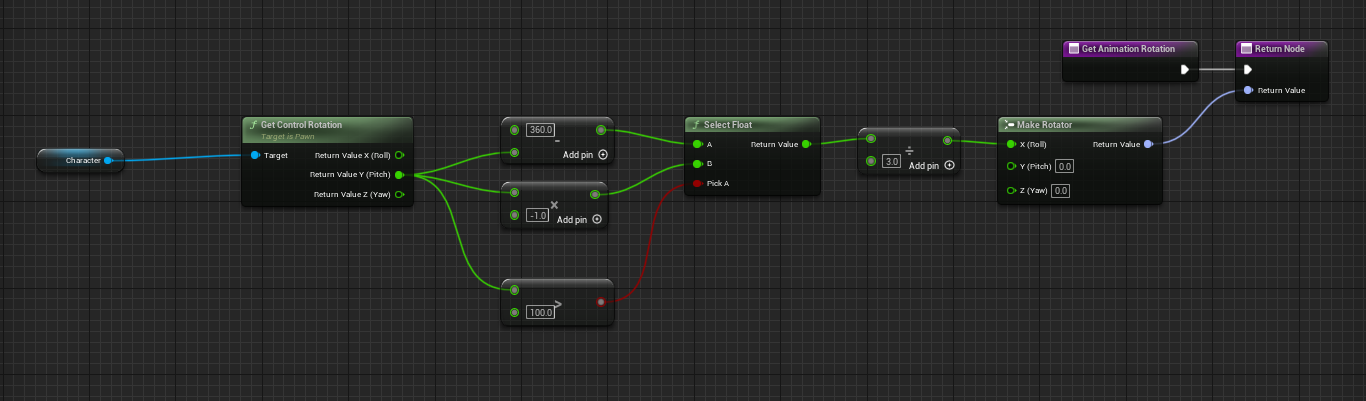 Get Animation Rotation
Return Node
Return Value
Get Control Rotation
Target is Pawn
Character
Target
Return Value X (Roll)
Return Value Y (Pitch)
Return Value Z (Yaw)
360.0
-
Add pin
-1.0
×
Add pin
>
100.0
Select Float
A
Return Value
B
Pick A
÷
3.0
Add pin
Make Rotator
X (Roll)
Return Value
Y (Pitch)
0.0
Z (Yaw)
0.0